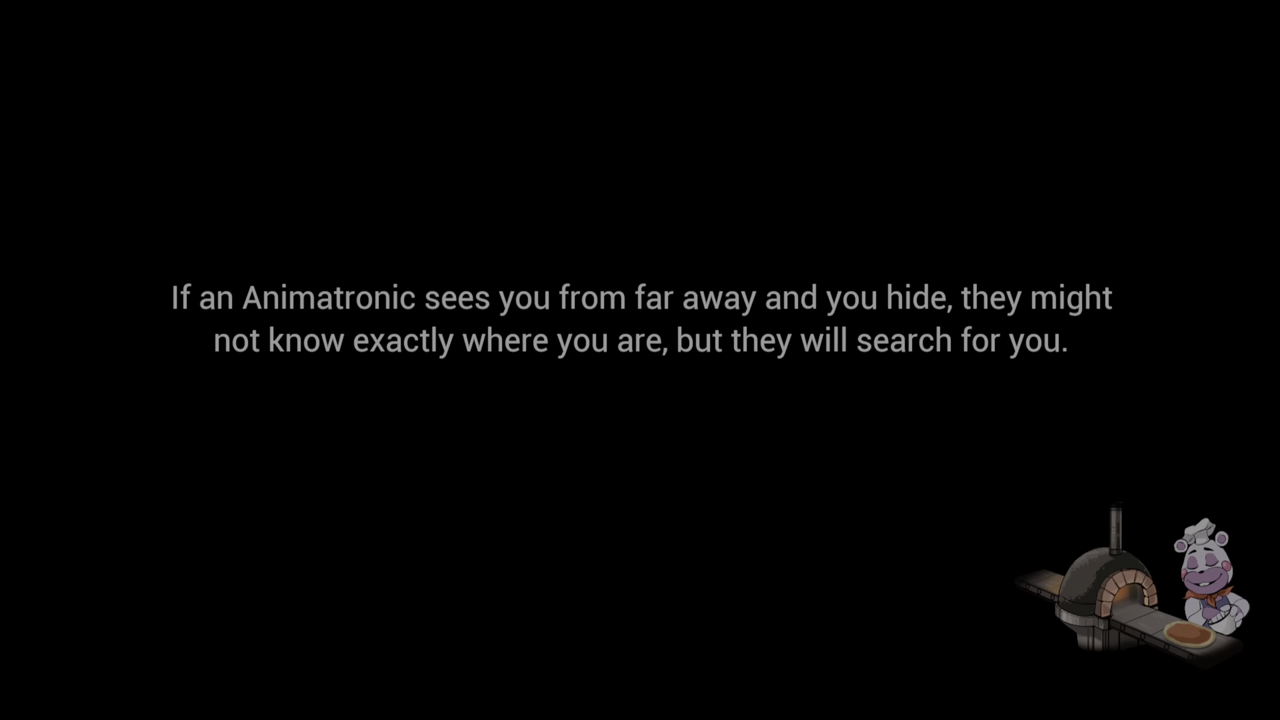 If an Animatronic sees you from far away and you hide, they might
not know exactly where you are, but they will search for you.